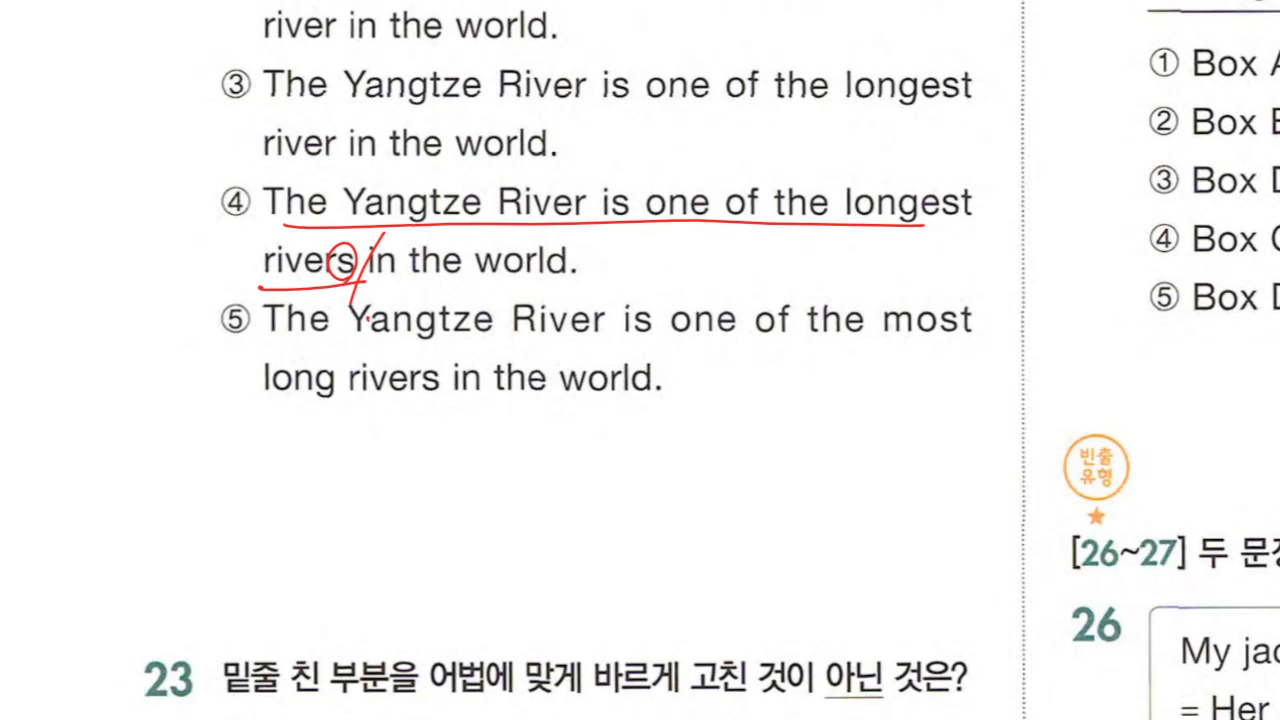 river in the world.
③ The Yangtze River is one of the longest
river in the world.
④ The Yangtze River is one of the longest
rivers in the world.
⑤ The Yangtze River is one of the most
long rivers in the world.
23 밑줄 친 부분을 어법에 맞게 바르게 고친 것이 아닌 것은?
① Box
② Box
③ Box
④ Box
⑤ Box
빈출
유형
[26~27] 두
26
My
= Her